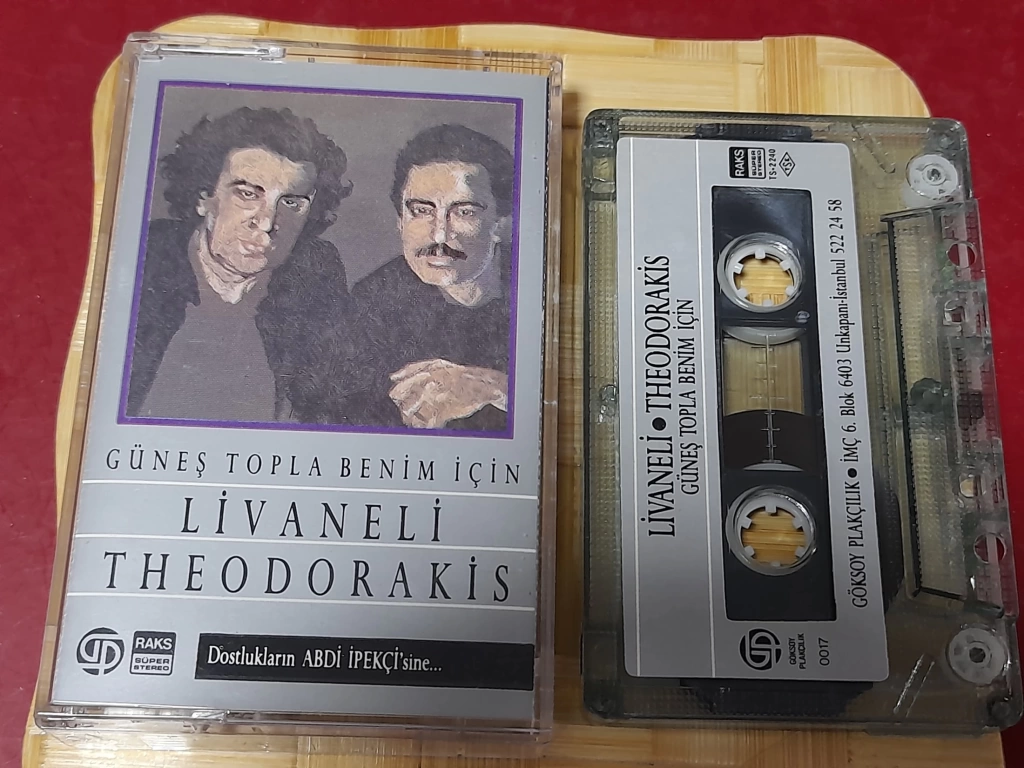 GÜNEŞ TOPLA BENİM İÇİN
LİVANELİ
THEODORAKİS
RAKS
SÜPER
STEREO
Dostlukların ABDİ İPEKÇİ'sine...
RAKS
SÜPER
STEREO
TS-2240
TSK
LİVANELİ • THEODORAKİS
GÜNEŞ TOPLA BENİM İÇİN
GÖKSOY PLAKÇILIK • İMÇ 6. Blok 6403 Unkapanı-İstanbul 522 24 58
GÖKSOY
PLAKÇILIK
0017